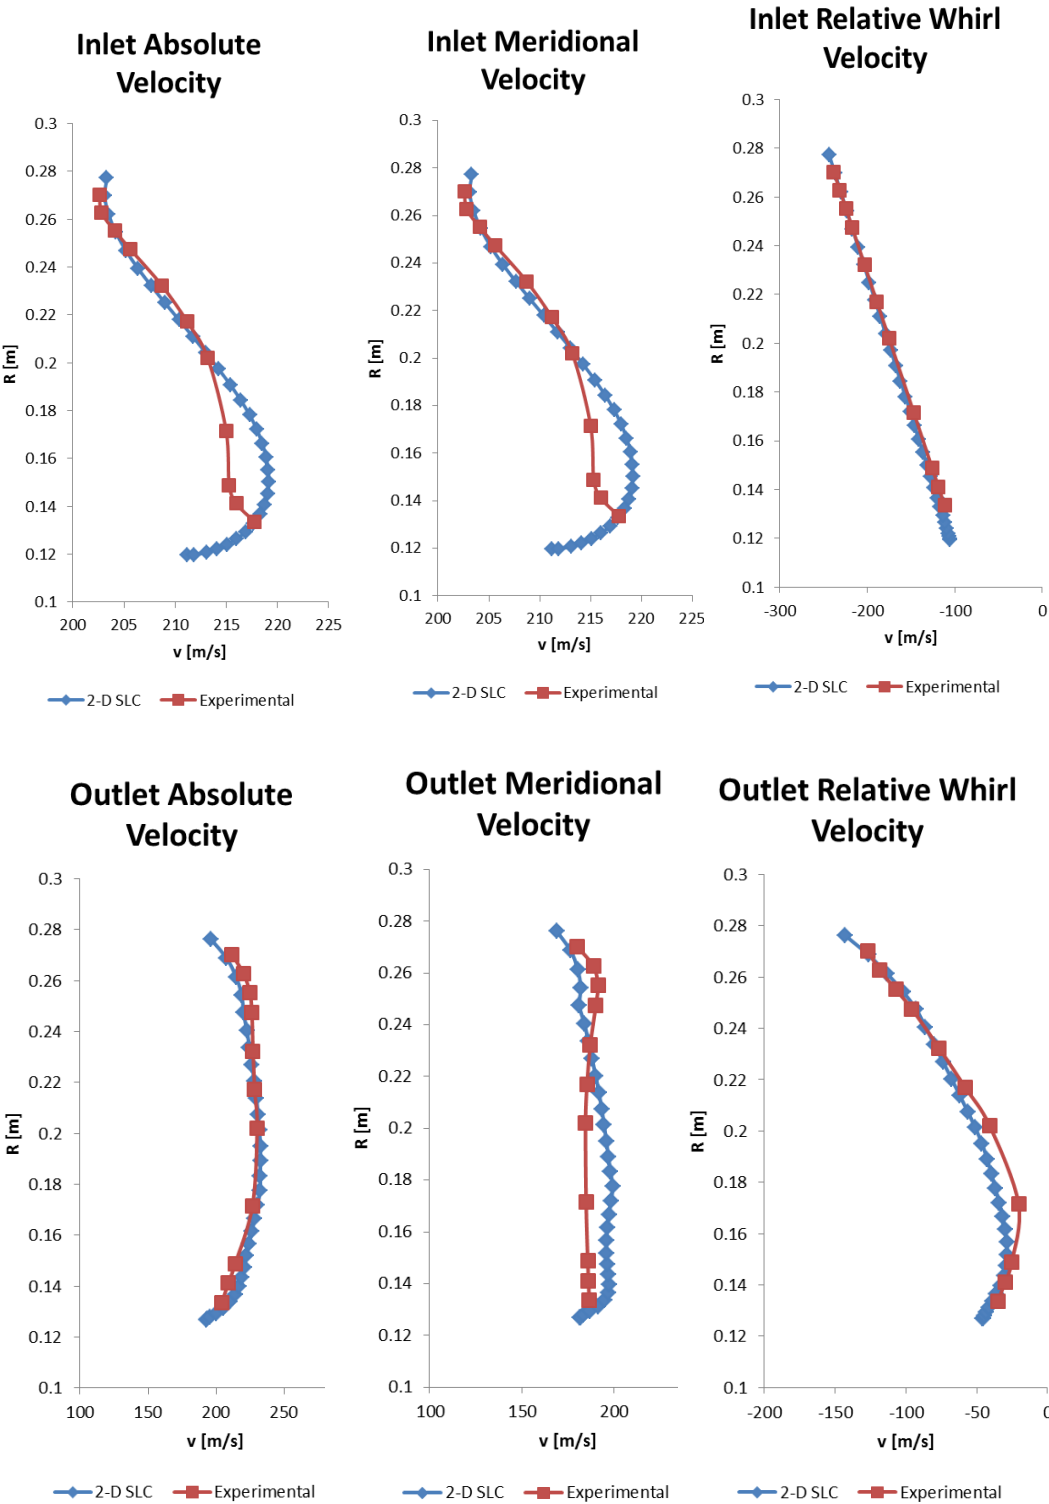 Inlet Absolute
Velocity
0.3
0.28
0.26
0.24
0.22
0.2
0.18
0.16
0.14
0.12
0.1
R [m]
200 205 210 215 220 225
v [m/s]
2-D SLC Experimental
Inlet Meridional
Velocity
0.3
0.28
0.26
0.24
0.22
0.2
0.18
0.16
0.14
0.12
0.1
R [m]
200 205 210 215 220 225
v [m/s]
2-D SLC Experimental
Inlet Relative Whirl
Velocity
0.3
0.28
0.26
0.24
0.22
0.2
0.18
0.16
0.14
0.12
0.1
R [m]
-300 -200 -100 0
v [m/s]
2-D SLC Experimental
Outlet Absolute
Velocity
0.3
0.28
0.26
0.24
0.22
0.2
0.18
0.16
0.14
0.12
0.1
R [m]
100 150 200 250
v [m/s]
2-D SLC Experimental
Outlet Meridional
Velocity
0.3
0.28
0.26
0.24
0.22
0.2
0.18
0.16
0.14
0.12
0.1
R [m]
100 150 200
v [m/s]
2-D SLC Experimental
Outlet Relative Whirl
Velocity
0.3
0.28
0.26
0.24
0.22
0.2
0.18
0.16
0.14
0.12
0.1
R [m]
-200 -150 -100 -50 0
v [m/s]
2-D SLC Experimental